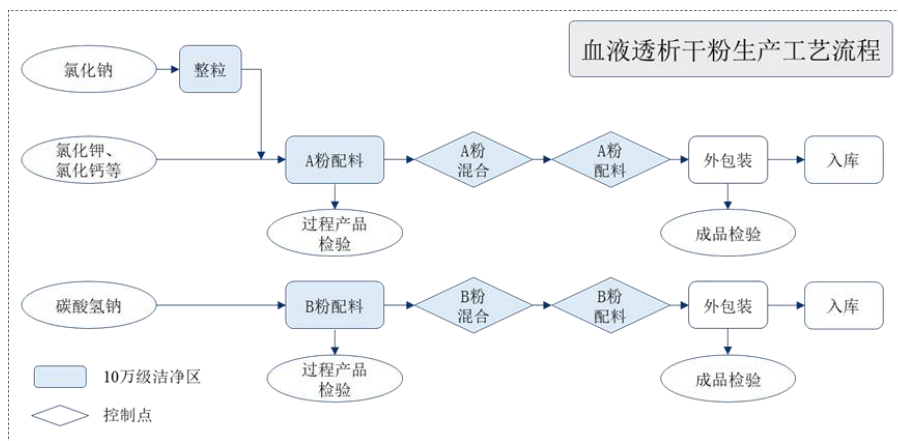 血液透析干粉生产工艺流程
氯化钠
整粒
氯化钾、
氯化钙等
A粉配料
A粉
混合
A粉
配料
外包装
入库
过程产品
检验
成品检验
碳酸氢钠
B粉配料
B粉
混合
B粉
配料
外包装
入库
过程产品
检验
成品检验
10万级洁净区
控制点